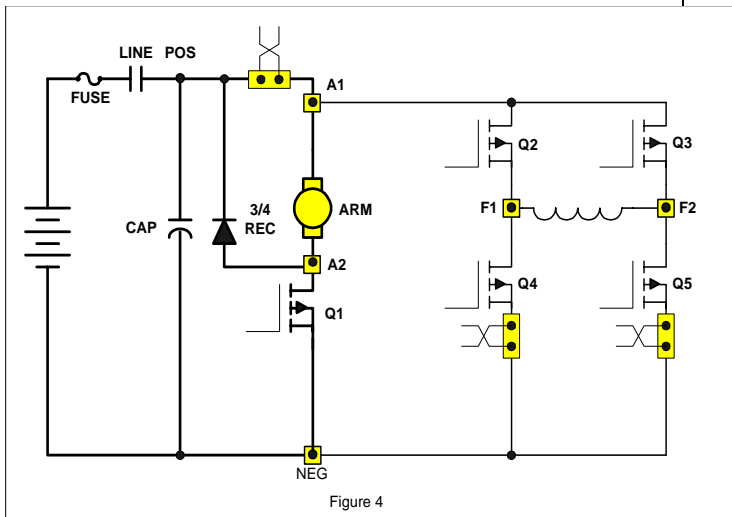 LINE POS
FUSE
A1
Q2
Q3
3/4
REC
ARM
F1
F2
CAP
A2
Q4
Q5
Q1
NEG
Figure 4